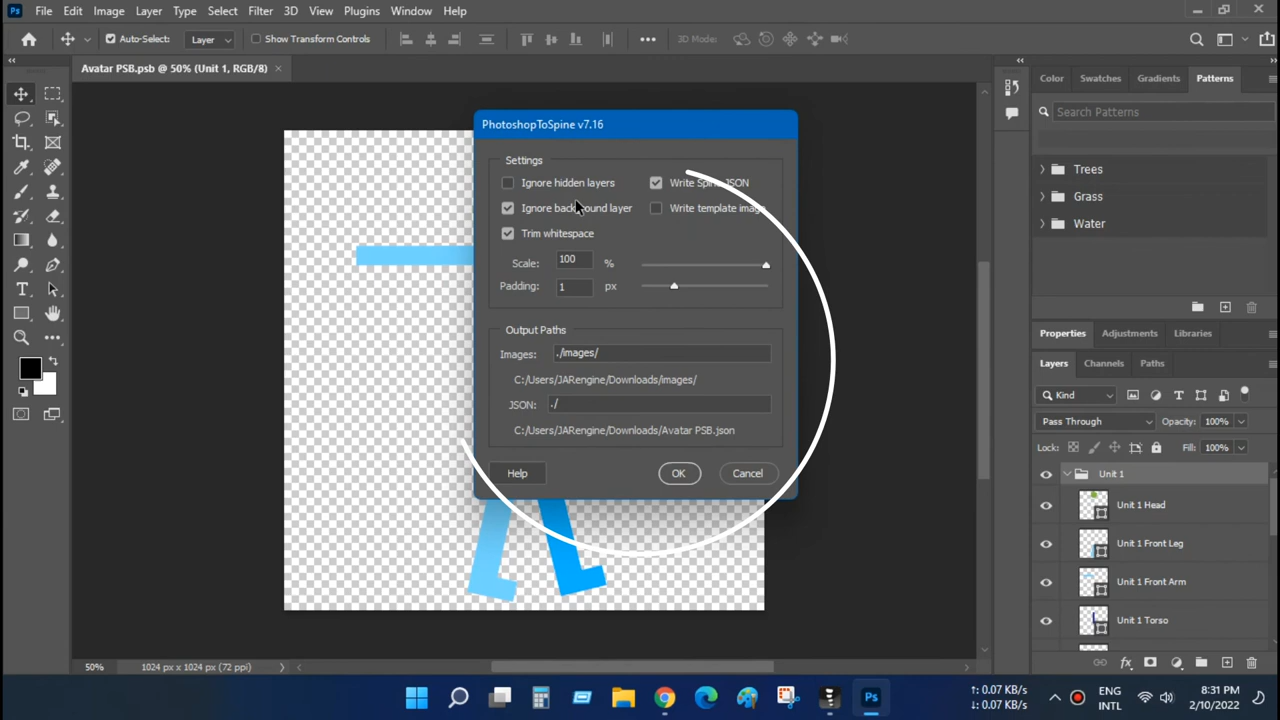 Ps File Edit Image Layer Type Select Filter 3D View Plugins Window Help
Auto-Select: Layer Show Transform Controls 3D Mode:
Avatar PSB.psb @ 50% (Unit 1, RGB/8)
Color Swatches Gradients Patterns
Search Patterns
Trees
Grass
Water
PhotoshopToSpine v7.16
Settings
Ignore hidden layers Write Spine JSON
Ignore background layer Write template image
Trim whitespace
Scale: 100 %
Padding: 1 px
Output Paths
Images: ./images/
C:/Users/JARengine/Downloads/images/
JSON: ./
C:/Users/JARengine/Downloads/Avatar PSB.json
Help OK Cancel
Properties Adjustments Libraries
Layers Channels Paths
Kind
Pass Through Opacity: 100%
Lock: Fill: 100%
Unit 1
Unit 1 Head
Unit 1 Front Leg
Unit 1 Front Arm
Unit 1 Torso
50% 1024 px x 1024 px (72 ppi)
Ps
↑: 0.07 KB/s
↓: 0.07 KB/s
ENG
INTL
8:31 PM
2/10/2022